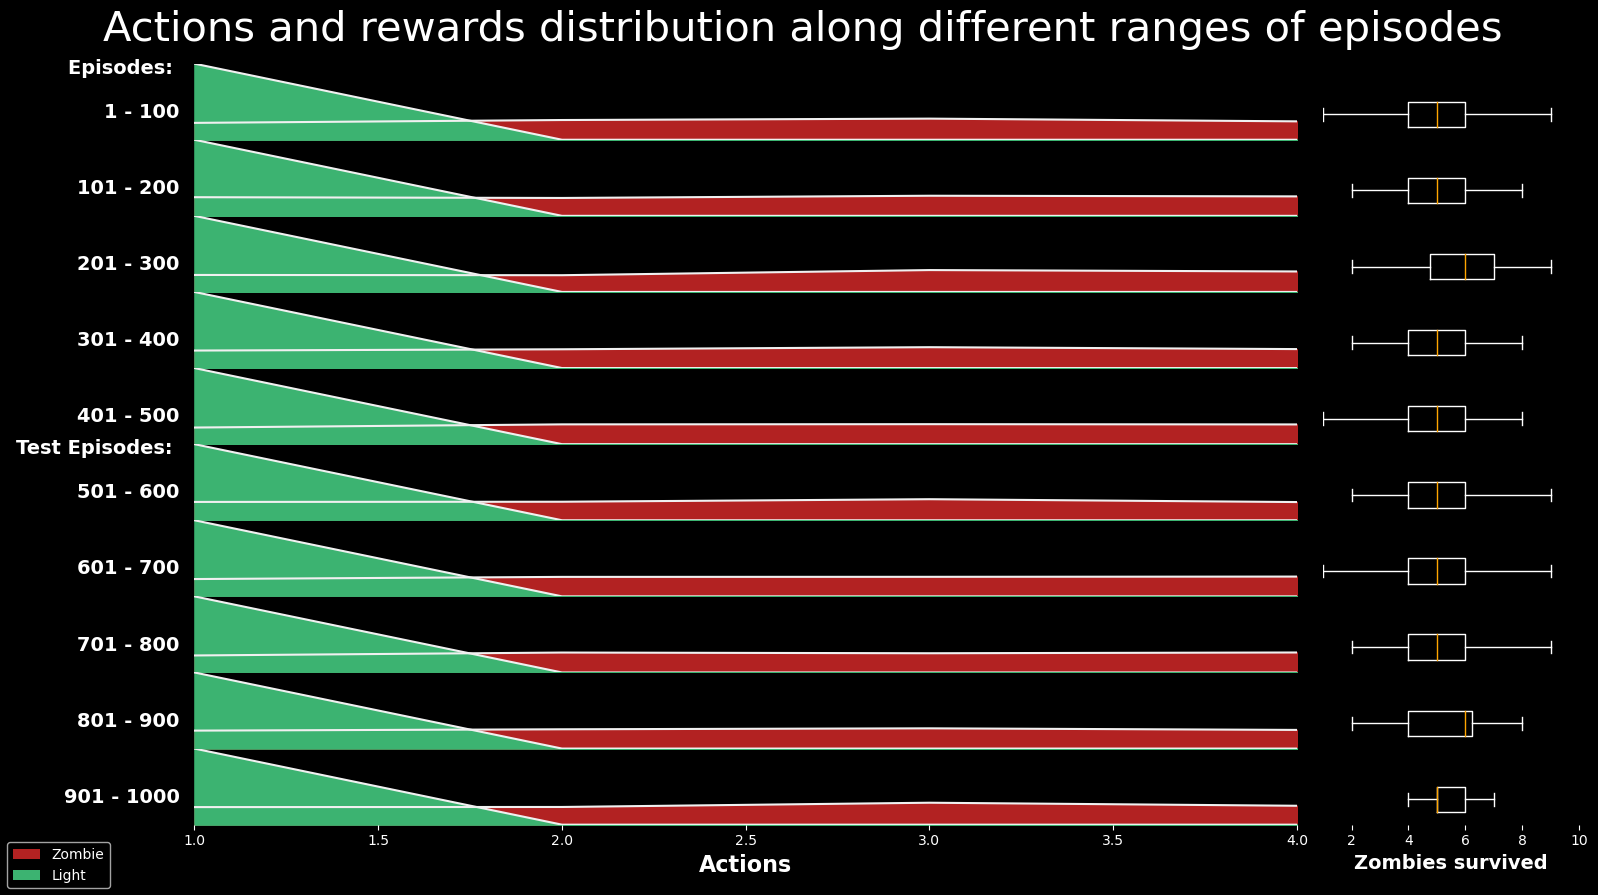 Actions and rewards distribution along different ranges of episodes
Episodes:
1 - 100
101 - 200
201 - 300
301 - 400
401 - 500
Test Episodes:
501 - 600
601 - 700
701 - 800
801 - 900
901 - 1000
1.0 1.5 2.0 2.5 3.0 3.5 4.0
Actions
2 4 6 8 10
Zombies survived
Zombie
Light